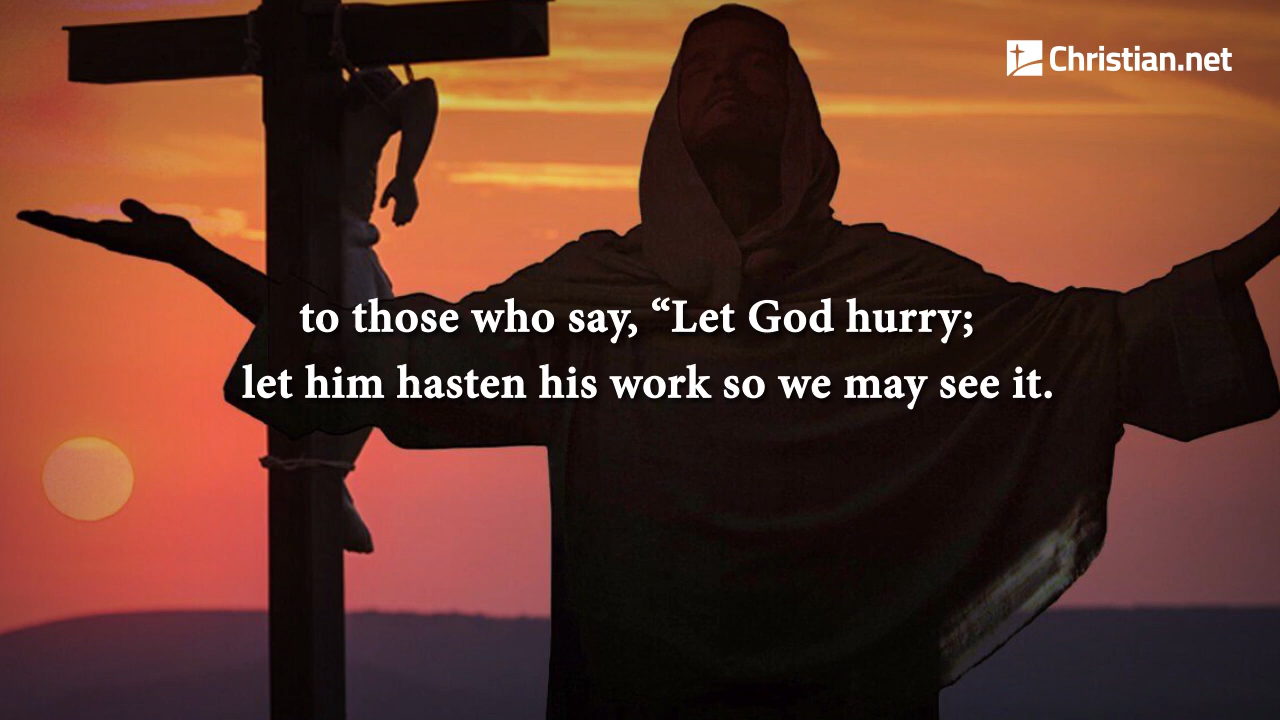 Christian.net
to those who say, “Let God hurry;
let him hasten his work so we may see it.